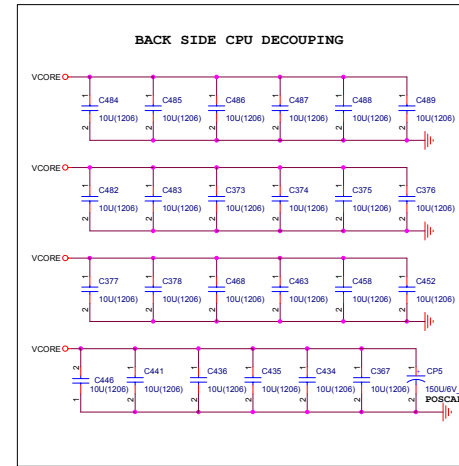 BACK SIDE CPU DECOUPING
VCORE
1 1 1 1 1 1
C484 C485 C486 C487 C488 C489
10U(1206) 10U(1206) 10U(1206) 10U(1206) 10U(1206) 10U(1206)
2 2 2 2 2 2
VCORE
1 1 1 1 1 1
C482 C483 C373 C374 C375 C376
10U(1206) 10U(1206) 10U(1206) 10U(1206) 10U(1206) 10U(1206)
2 2 2 2 2 2
VCORE
1 1 1 1 1 1
C377 C378 C468 C463 C458 C452
10U(1206) 10U(1206) 10U(1206) 10U(1206) 10U(1206) 10U(1206)
2 2 2 2 2 2
VCORE
2 1 1 1 1 1 1
C446 C441 C436 C435 C434 C367 CP5
10U(1206) 10U(1206) 10U(1206) 10U(1206) 10U(1206) 10U(1206) 150U/6V
POSCA
1 2 2 2 2 2 2